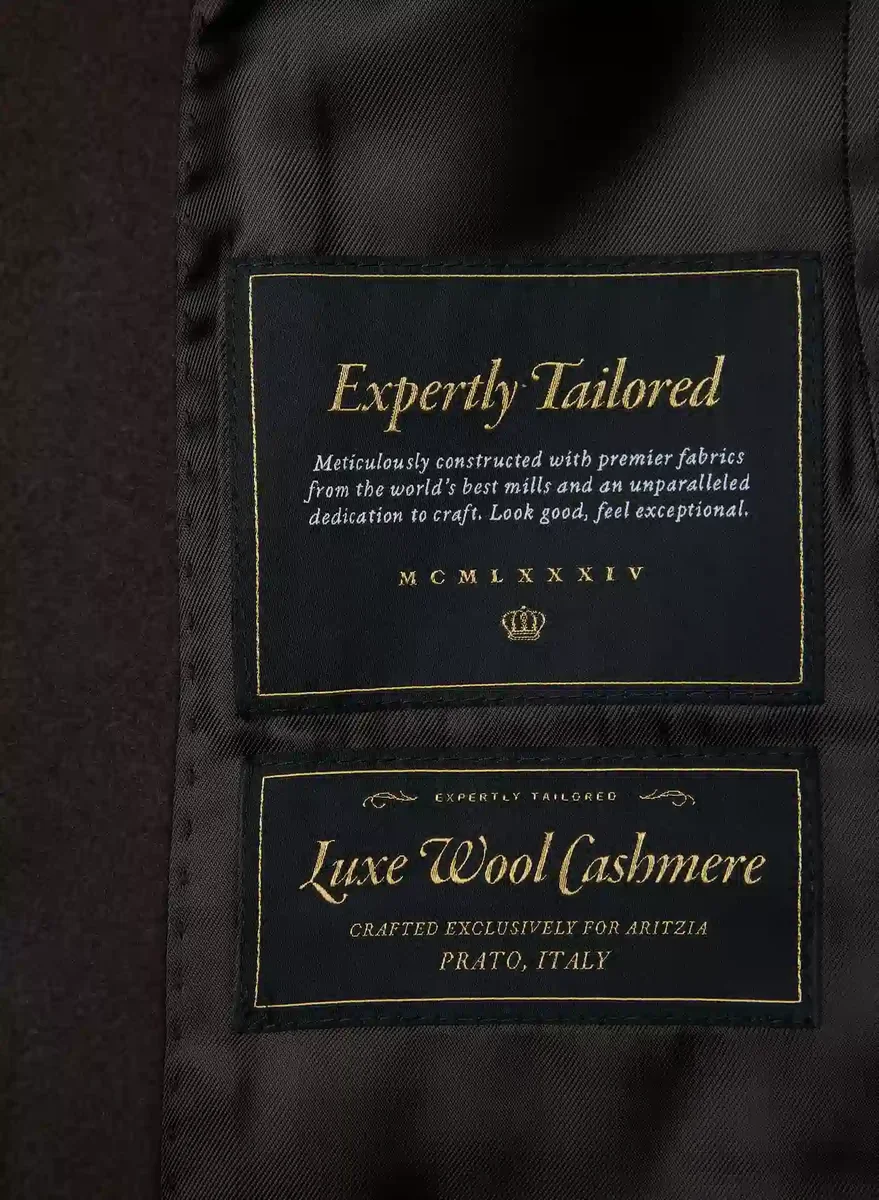 Expertly Tailored
Meticulously constructed with premier fabrics
from the world's best mills and an unparalleled
dedication to craft. Look good, feel exceptional.
MCMLXXXIV
EXPERTLY TAILORED
Luxe Wool Cashmere
CRAFTED EXCLUSIVELY FOR ARITZIA
PRATO, ITALY